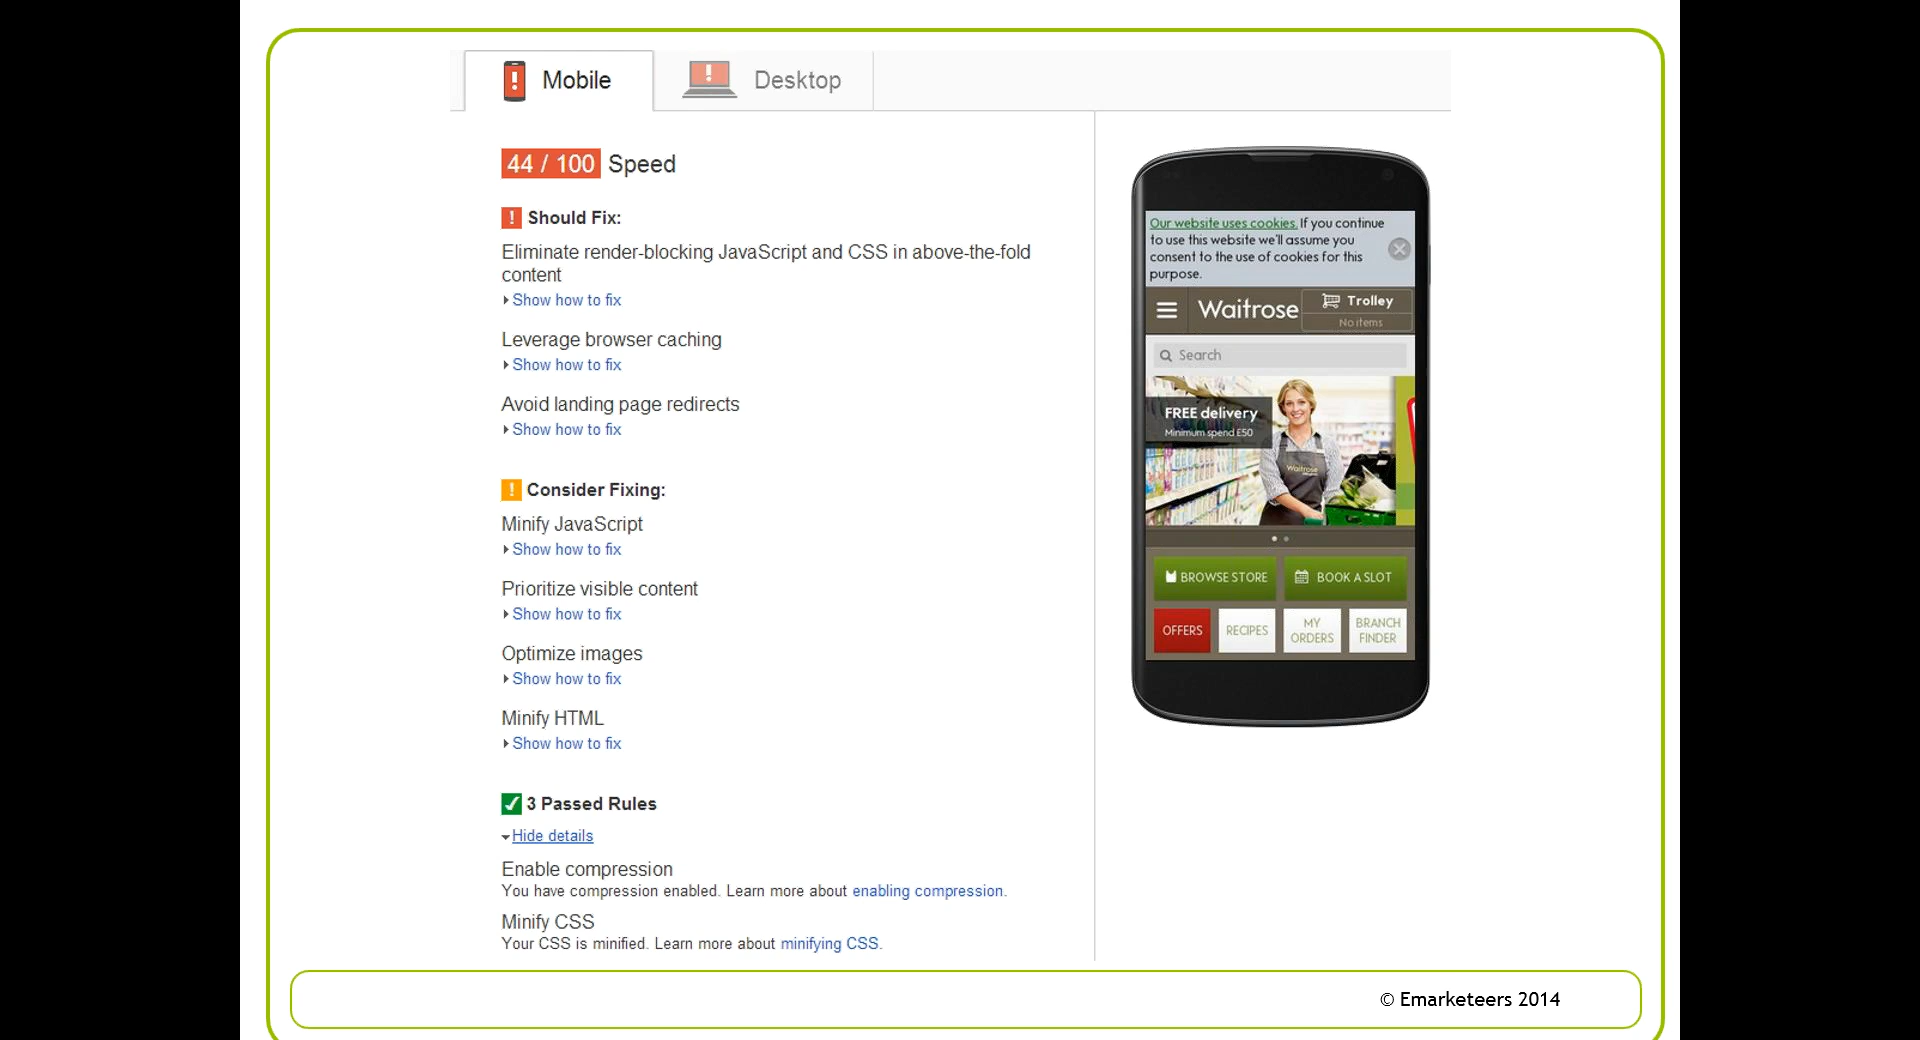 Mobile
Desktop
44 / 100 Speed
Should Fix:
Eliminate render-blocking JavaScript and CSS in above-the-fold
content
Show how to fix
Leverage browser caching
Show how to fix
Avoid landing page redirects
Show how to fix
Consider Fixing:
Minify JavaScript
Show how to fix
Prioritize visible content
Show how to fix
Optimize images
Show how to fix
Minify HTML
Show how to fix
3 Passed Rules
Hide details
Enable compression
You have compression enabled. Learn more about enabling compression.
Minify CSS
Your CSS is minified. Learn more about minifying CSS.
Our website uses cookies. If you continue
to use this website we'll assume you
consent to the use of cookies for this
purpose.
Waitrose
Trolley
No items
Search
FREE delivery
Minimum spend £50
Waitrose
BROWSE STORE
BOOK A SLOT
OFFERS
RECIPES
MY
ORDERS
BRANCH
FINDER
© Emarketeers 2014